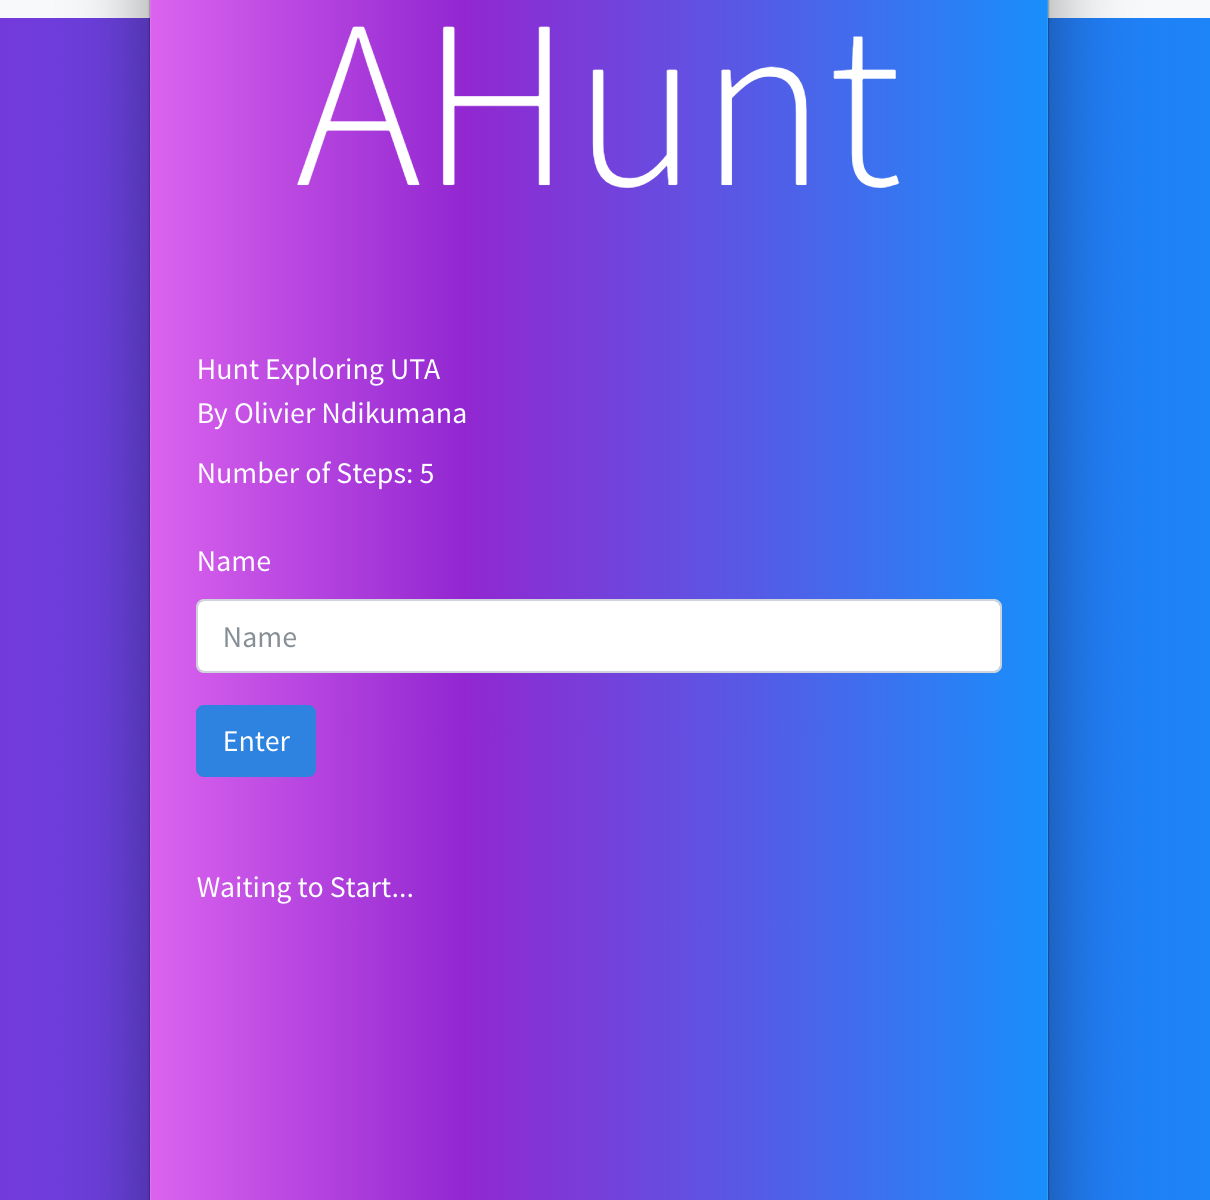 AHunt
Hunt Exploring UTA
By Olivier Ndikumana
Number of Steps: 5
Name
Name
Enter
Waiting to Start...